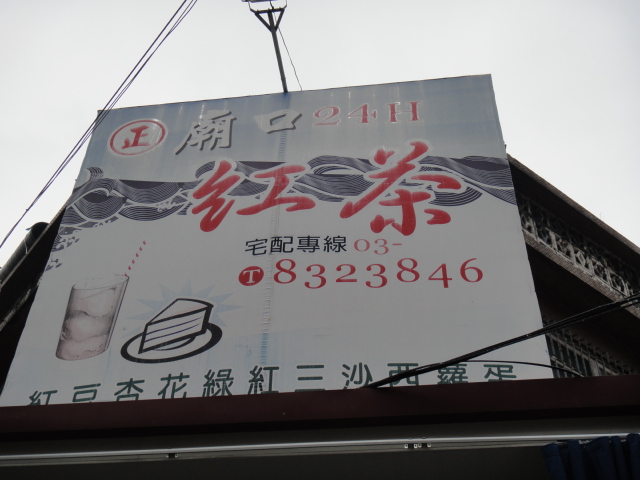 正 廟口24H
紅茶
宅配專線 03-
8323846
紅豆杏花綠紅三沙西蘿蛋